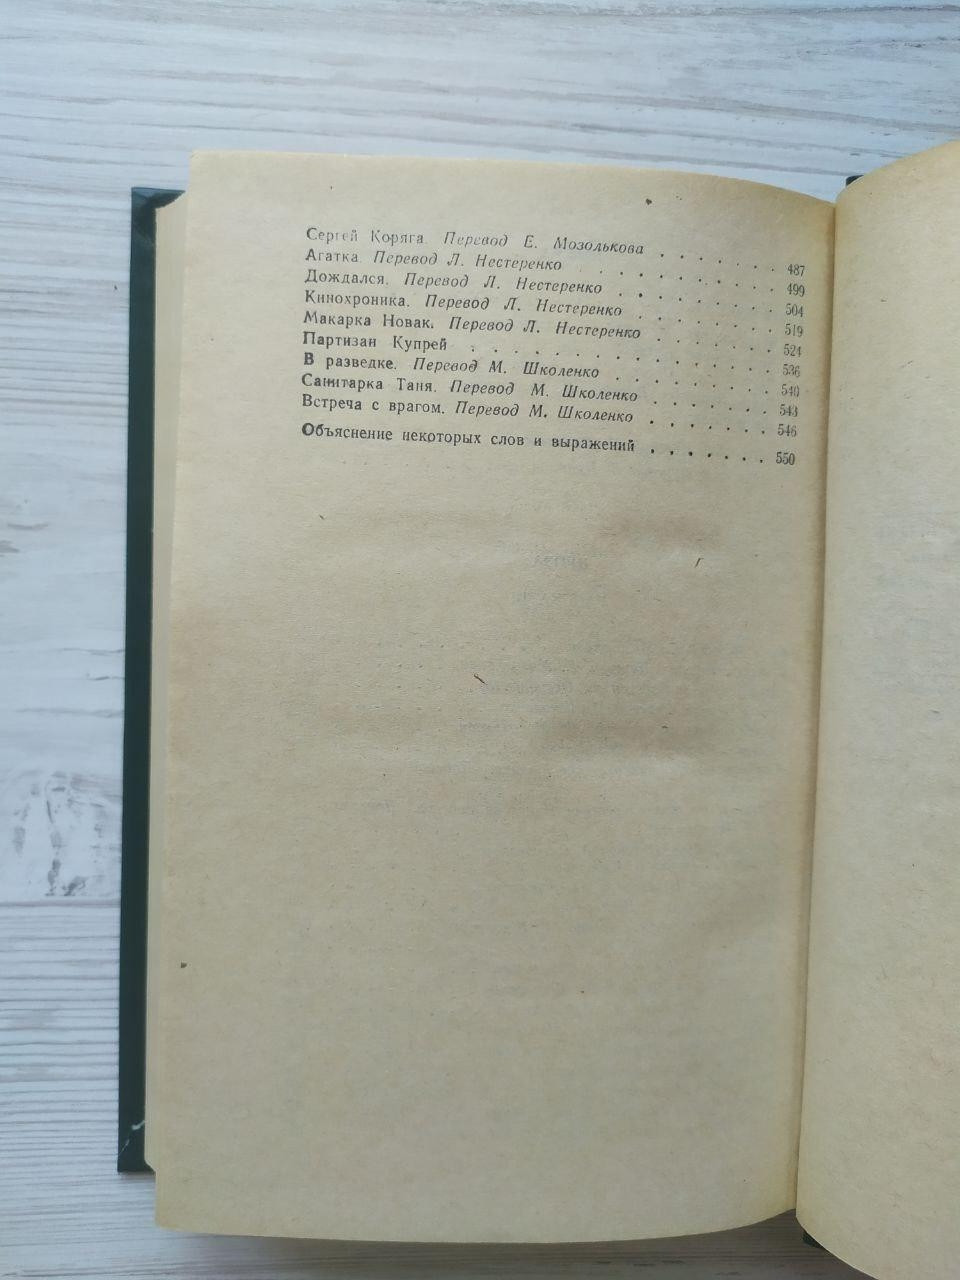 Сергей Коряга. Перевод Е. Мозолькова . . . . . . . 487
Агатка. Перевод Л. Нестеренко . . . . . . . . . . 499
Дождался. Перевод Л. Нестеренко . . . . . . . . 504
Кинохроника. Перевод Л. Нестеренко . . . . . . . 519
Макарка Новак. Перевод Л. Нестеренко . . . . . . 524
Партизан Купрей . . . . . . . . . . . . . . 536
В разведке. Перевод М. Школенко . . . . . . . . 540
Санитарка Таня. Перевод М. Школенко . . . . . . . 543
Встреча с врагом. Перевод М. Школенко . . . . . . . 546
Объяснение некоторых слов и выражений . . . . . . . 550